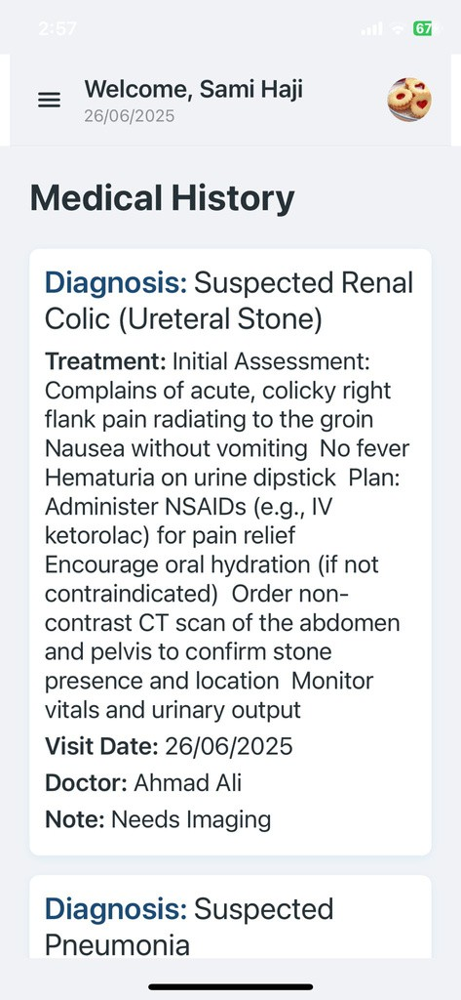 2:57
67
Welcome, Sami Haji
26/06/2025
Medical History
Diagnosis: Suspected Renal
Colic (Ureteral Stone)
Treatment: Initial Assessment:
Complains of acute, colicky right
flank pain radiating to the groin
Nausea without vomiting  No fever
Hematuria on urine dipstick  Plan:
Administer NSAIDs (e.g., IV
ketorolac) for pain relief
Encourage oral hydration (if not
contraindicated)  Order non-
contrast CT scan of the abdomen
and pelvis to confirm stone
presence and location  Monitor
vitals and urinary output
Visit Date: 26/06/2025
Doctor: Ahmad Ali
Note: Needs Imaging
Diagnosis: Suspected
Pneumonia